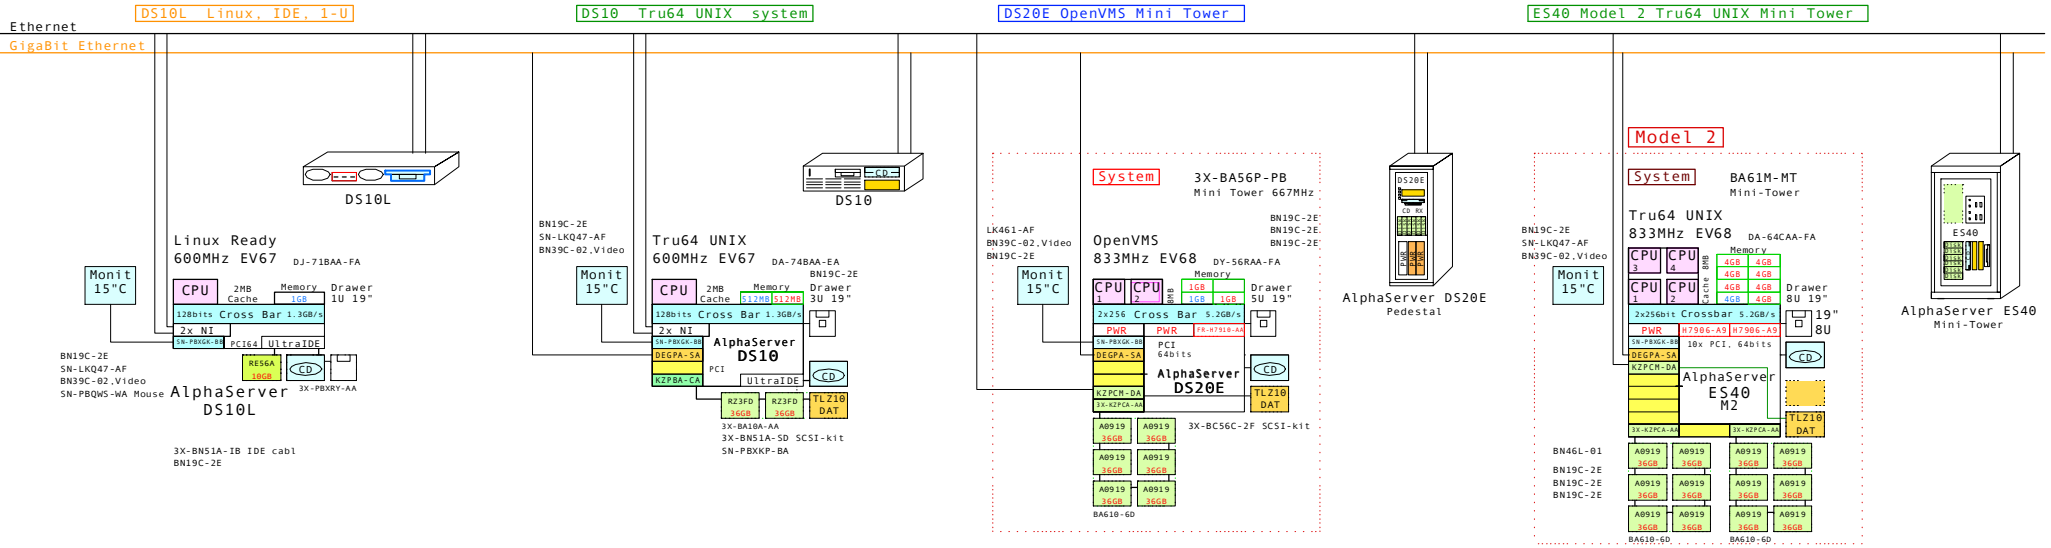 DS10L Linux, IDE, 1-U
DS10 Tru64 UNIX system
DS20E OpenVMS Mini Tower
ES40 Model 2 Tru64 UNIX Mini Tower
Ethernet
GigaBit Ethernet
DS10L
Linux Ready
600MHz EV67
DJ-71BAA-FA
Monit
15"C
CPU
2MB
Cache
Memory
1GB
Drawer
1U 19"
128bits Cross Bar 1.3GB/s
2x NI
SN-PBXGK-BB
PCI64
UltraIDE
RE56A
10GB
CD
3X-PBXRY-AA
BN19C-2E
SN-LKQ47-AF
BN39C-02,Video
SN-PBQWS-WA Mouse
AlphaServer
DS10L
3X-BN51A-IB IDE cabl
BN19C-2E
CD
DS10
BN19C-2E
SN-LKQ47-AF
BN39C-02,Video
Tru64 UNIX
600MHz EV67
DA-74BAA-EA
BN19C-2E
Monit
15"C
CPU
2MB
Cache
Memory
512MB
512MB
Drawer
3U 19"
128bits Cross Bar 1.3GB/s
2x NI
SN-PBXGK-BB
DEGPA-SA
KZPBA-CA
AlphaServer
DS10
PCI
UltraIDE
CD
RZ3FD
36GB
RZ3FD
36GB
TLZ10
DAT
3X-BA10A-AA
3X-BN51A-SD SCSI-kit
SN-PBXKP-BA
System
3X-BA56P-PB
Mini Tower 667MHz
BN19C-2E
BN19C-2E
BN19C-2E
LK461-AF
BN39C-02,Video
BN19C-2E
OpenVMS
833MHz EV68
DY-56RAA-FA
Monit
15"C
CPU
1
CPU
2
8MB
Memory
1GB
1GB
1GB
Drawer
5U 19"
2x256 Cross Bar 5.2GB/s
PWR
PWR
FR-H7910-AA
SN-PBXGK-BB
DEGPA-SA
KZPCM-DA
3X-KZPCA-AA
PCI
64bits
AlphaServer
DS20E
CD
TLZ10
DAT
3X-BC56C-2F SCSI-kit
A0919
36GB
A0919
36GB
A0919
36GB
A0919
36GB
A0919
36GB
A0919
36GB
BA610-6D
DS20E
CD RX
PWR
PWR
PWR
AlphaServer DS20E
Pedestal
Model 2
System
BA61M-MT
Mini-Tower
Tru64 UNIX
833MHz EV68
DA-64CAA-FA
BN19C-2E
SN-LKQ47-AF
BN39C-02,Video
Monit
15"C
CPU
3
CPU
4
CPU
1
CPU
2
Cache 8MB
Memory
4GB
4GB
4GB
4GB
4GB
4GB
4GB
4GB
Drawer
8U 19"
2x256bit Crossbar 5.2GB/s
19"
8U
PWR
H7906-A9
H7906-A9
SN-PBXGK-BB
DEGPA-SA
KZPCM-DA
10x PCI, 64bits
AlphaServer
ES40
M2
CD
TLZ10
DAT
3X-KZPCA-AA
3X-KZPCA-AA
BN46L-01
BN19C-2E
BN19C-2E
BN19C-2E
A0919
36GB
A0919
36GB
A0919
36GB
A0919
36GB
A0919
36GB
A0919
36GB
A0919
36GB
A0919
36GB
A0919
36GB
A0919
36GB
A0919
36GB
A0919
36GB
BA610-6D
BA610-6D
ES40
AlphaServer ES40
Mini-Tower